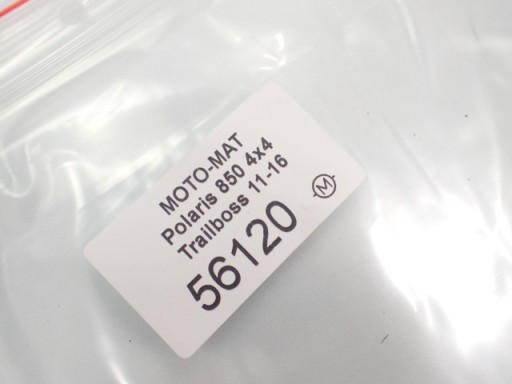 MOTO-MAT
Polaris 850 4x4
Trailboss 11-16
56120
M